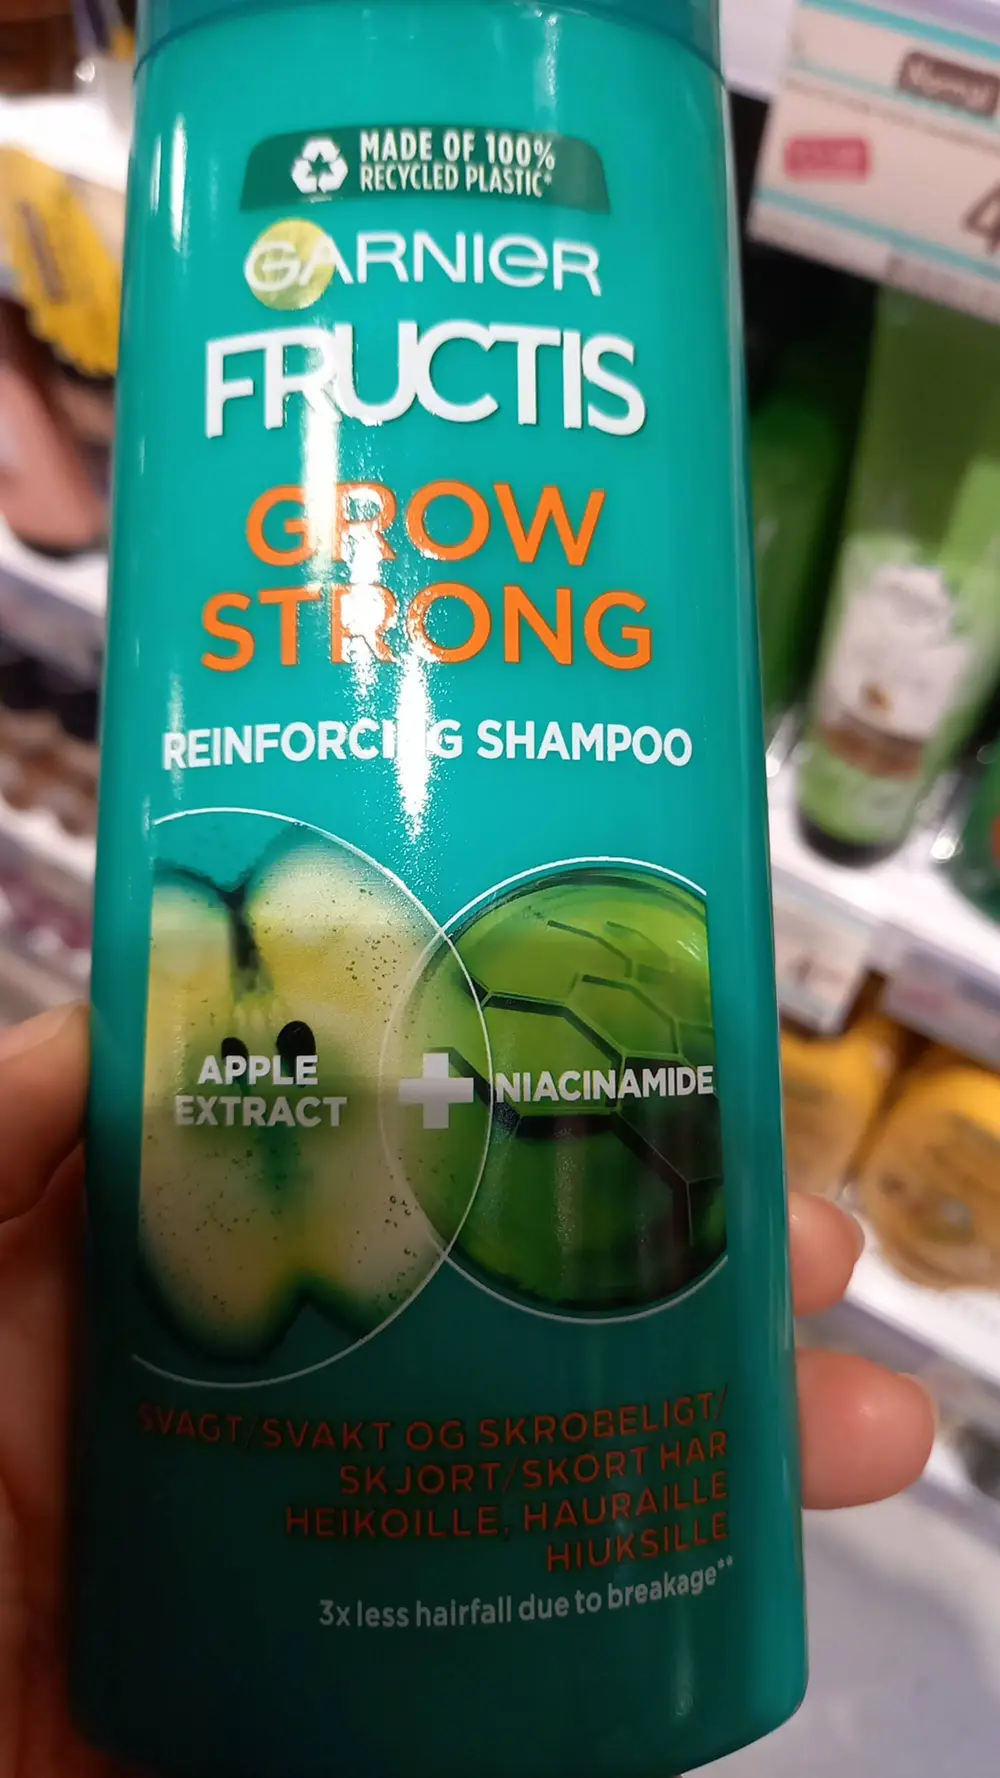 MADE OF 100%
RECYCLED PLASTIC*
GARNIER
FRUCTIS
GROW
STRONG
REINFORCING SHAMPOO
APPLE
EXTRACT
NIACINAMIDE
SVAGT/SVAKT OG SKROBELIGT/
SKJORT/SKORT HAR
HEIKOILLE, HAURAILLE
HIUKSILLE
3x less hairfall due to breakage**
4